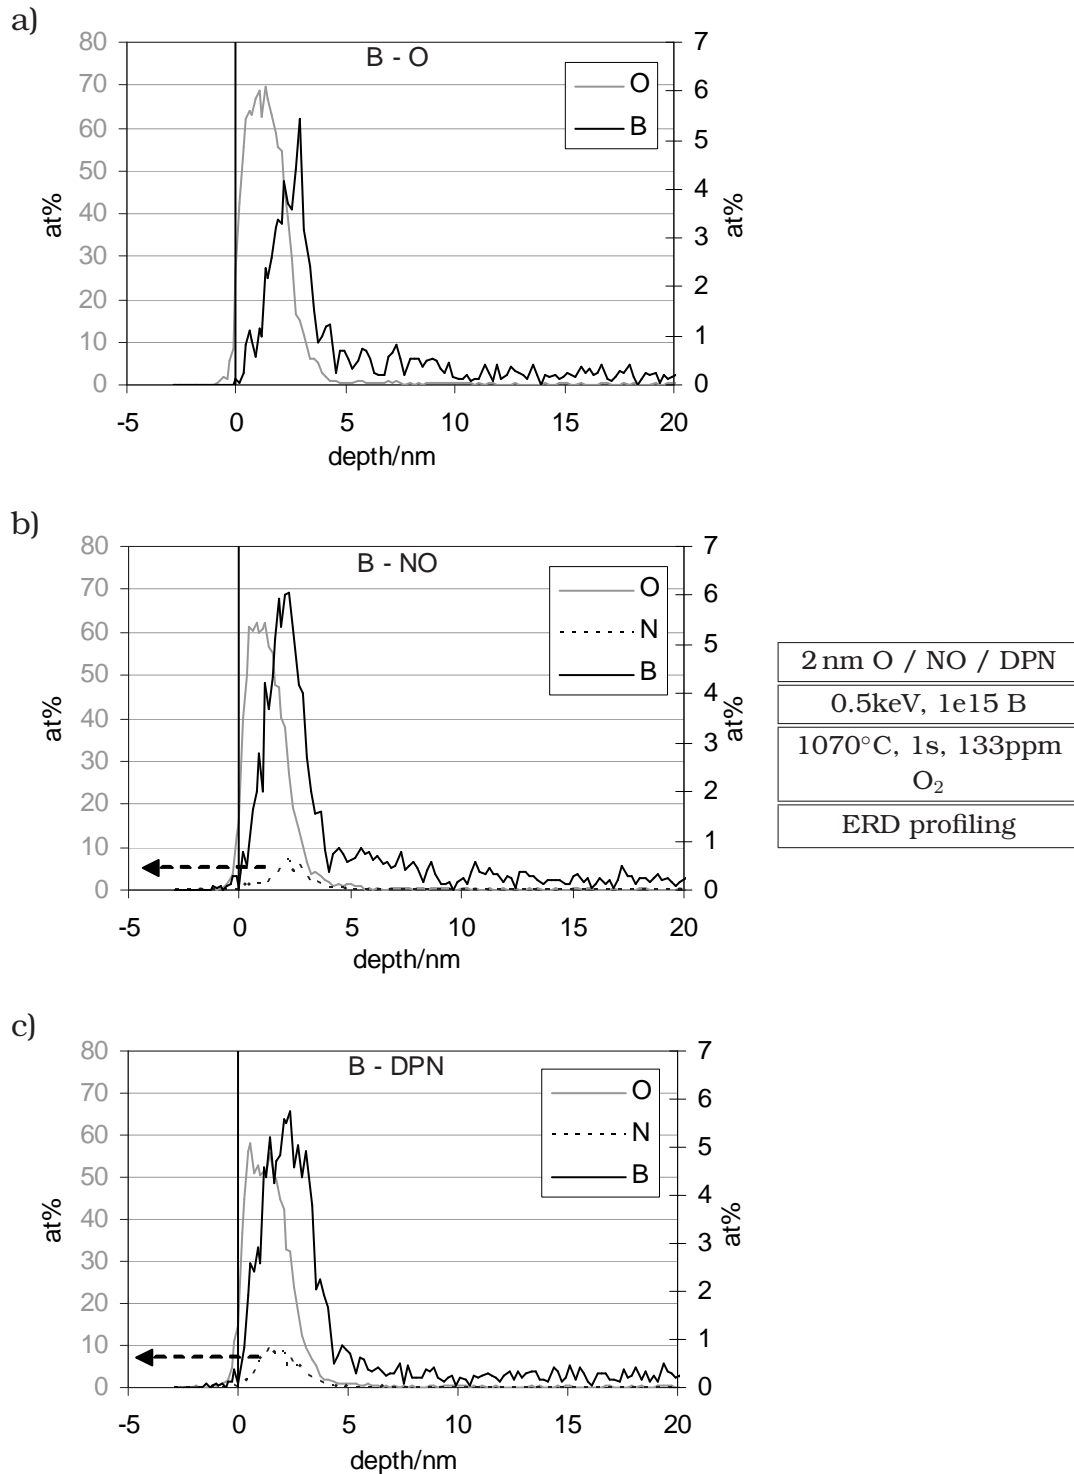 a)
B - O
80
70
60
50
40
30
20
10
0
at%
O
B
7
6
5
4
3
2
1
0
at%
-5 0 5 10 15 20
depth/nm
b)
B - NO
80
70
60
50
40
30
20
10
0
at%
O
N
B
7
6
5
4
3
2
1
0
at%
-5 0 5 10 15 20
depth/nm
2 nm O / NO / DPN
0.5keV, 1e15 B
1070°C, 1s, 133ppm
O₂
ERD profiling
c)
B - DPN
80
70
60
50
40
30
20
10
0
at%
O
N
B
7
6
5
4
3
2
1
0
at%
-5 0 5 10 15 20
depth/nm